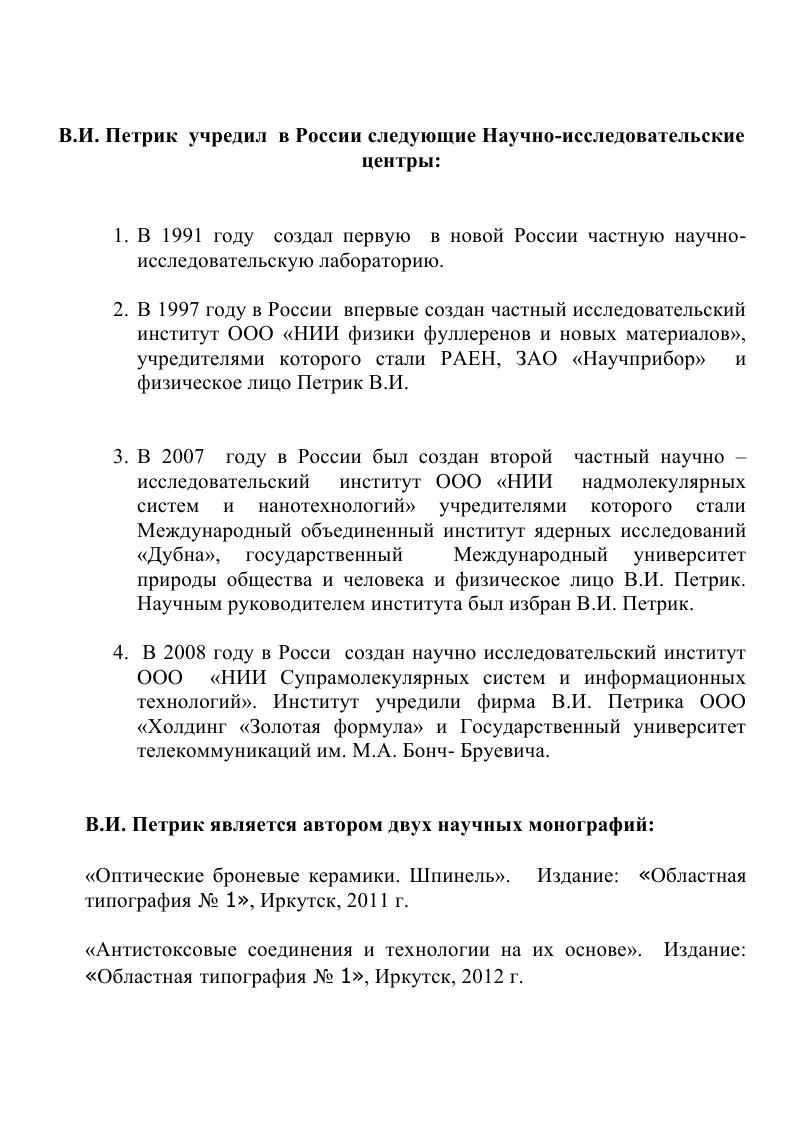 В.И. Петрик учредил в России следующие Научно-исследовательские
центры:
1. В 1991 году создал первую в новой России частную научно-
исследовательскую лабораторию.
2. В 1997 году в России впервые создан частный исследовательский
институт ООО «НИИ физики фуллеренов и новых материалов»,
учредителями которого стали РАЕН, ЗАО «Научприбор» и
физическое лицо Петрик В.И.
3. В 2007 году в России был создан второй частный научно –
исследовательский институт ООО «НИИ надмолекулярных
систем и нанотехнологий» учредителями которого стали
Международный объединенный институт ядерных исследований
«Дубна», государственный Международный университет
природы общества и человека и физическое лицо В.И. Петрик.
Научным руководителем института был избран В.И. Петрик.
4. В 2008 году в Росси создан научно исследовательский институт
ООО «НИИ Супрамолекулярных систем и информационных
технологий». Институт учредили фирма В.И. Петрика ООО
«Холдинг «Золотая формула» и Государственный университет
телекоммуникаций им. М.А. Бонч- Бруевича.
В.И. Петрик является автором двух научных монографий:
«Оптические броневые керамики. Шпинель». Издание: «Областная
типография № 1», Иркутск, 2011 г.
«Антистоксовые соединения и технологии на их основе». Издание:
«Областная типография № 1», Иркутск, 2012 г.